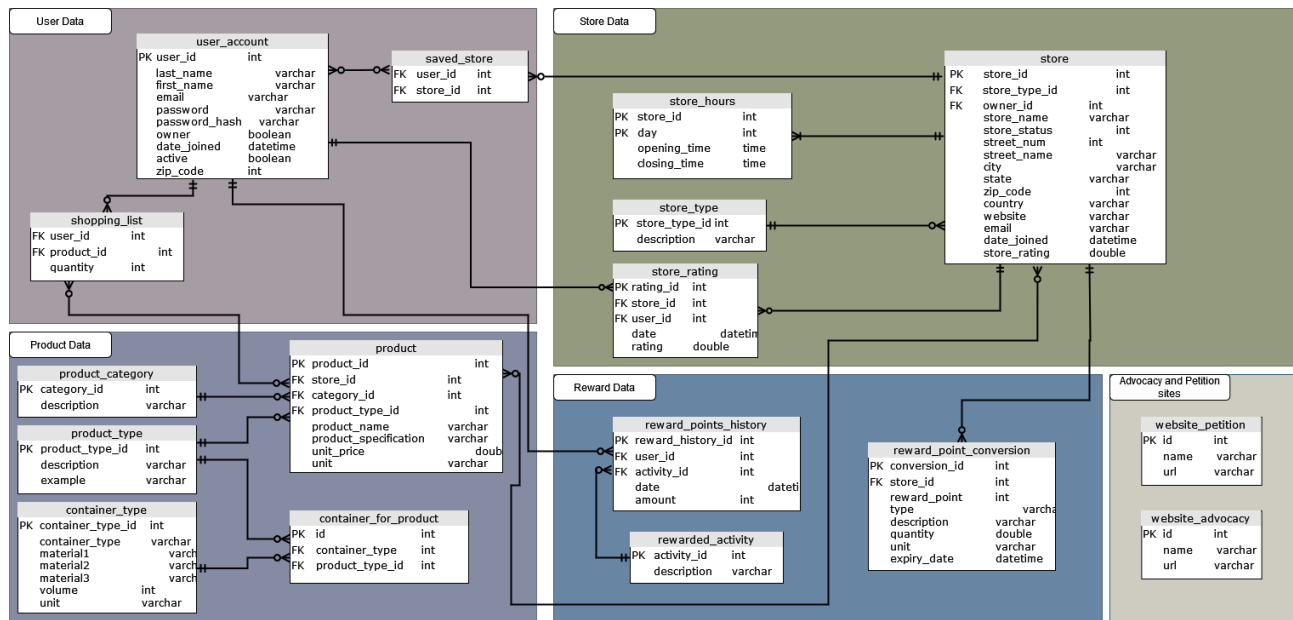 User Data
user_account
PK user_id int
last_name varchar
first_name varchar
email varchar
password varchar
password_hash varchar
owner boolean
date_joined datetime
active boolean
zip_code int
saved_store
FK user_id int
FK store_id int
shopping_list
FK user_id int
FK product_id int
quantity int
Store Data
store_hours
PK store_id int
PK day int
opening_time time
closing_time time
store_type
PK store_type_id int
description varchar
store_rating
PK rating_id int
FK store_id int
FK user_id int
date datetim
rating double
store
PK store_id int
FK store_type_id int
FK owner_id int
store_name varchar
store_status int
street_num int
street_name varchar
city varchar
state varchar
zip_code int
country varchar
website varchar
email varchar
date_joined datetime
store_rating double
Product Data
product_category
PK category_id int
description varchar
product_type
PK product_type_id int
description varchar
example varchar
container_type
PK container_type_id int
container_type varchar
material1 varch
material2 varch
material3 varch
volume int
unit varchar
product
PK product_id int
FK store_id int
FK category_id int
FK product_type_id int
product_name varchar
product_specification varchar
unit_price doub
unit varchar
container_for_product
PK id int
FK container_type int
FK product_type_id int
Reward Data
reward_points_history
PK reward_history_id int
FK user_id int
FK activity_id int
date dateti
amount int
rewarded_activity
PK activity_id int
description varchar
reward_point_conversion
PK conversion_id int
FK store_id int
reward_point int
type varcha
description varchar
quantity double
unit varchar
expiry_date datetime
Advocacy and Petition
sites
website_petition
PK id int
name varchar
url varchar
website_advocacy
PK id int
name varchar
url varchar